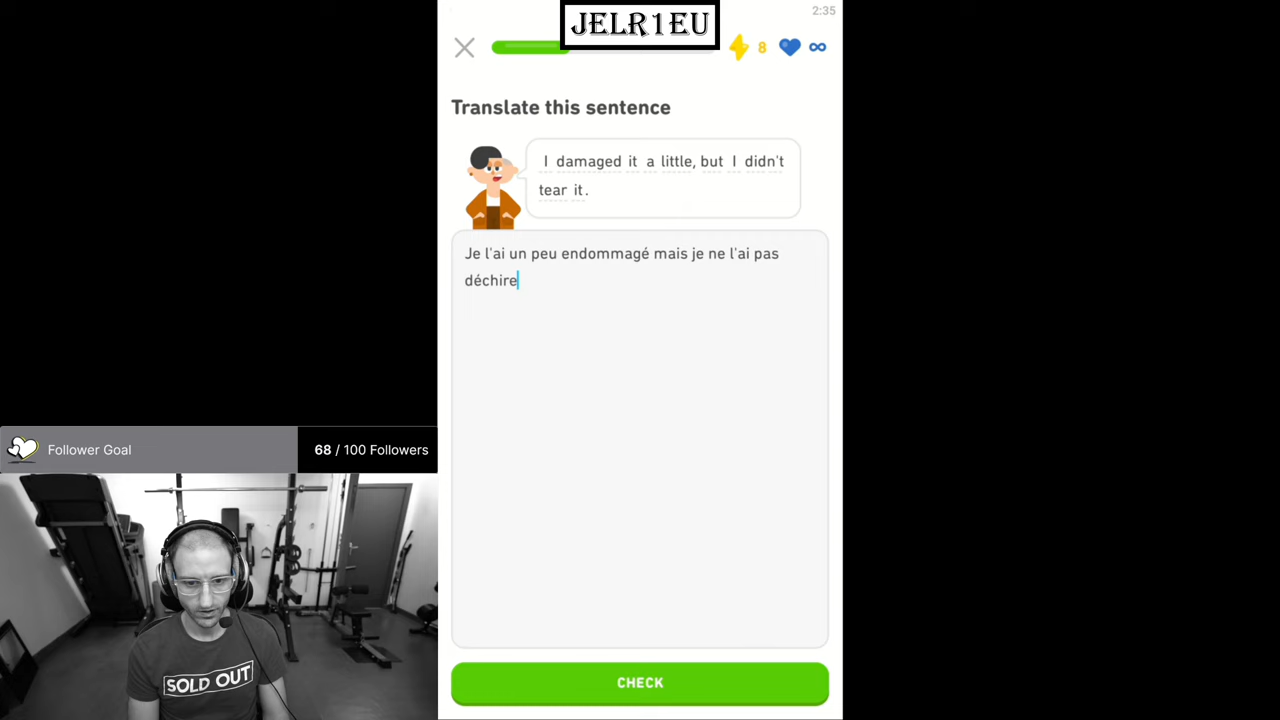 JELR1EU
2:35
8 ∞
Translate this sentence
I damaged it a little, but I didn't
tear it.
Je l'ai un peu endommagé mais je ne l'ai pas
déchire
Follower Goal
68 / 100 Followers
SOLD OUT
CHECK